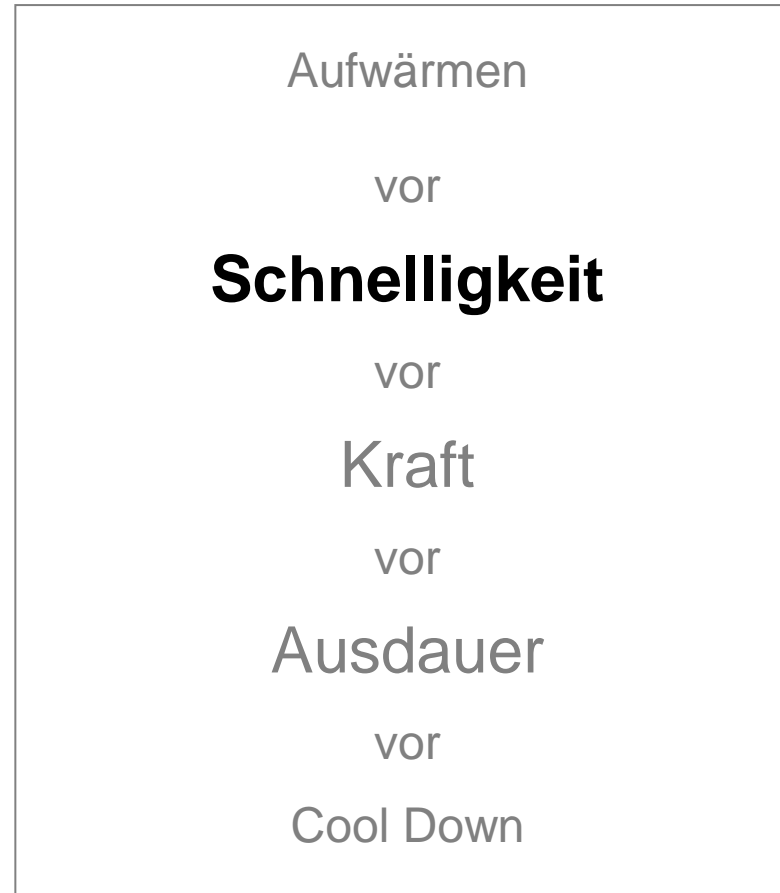 Aufwärmen
vor
Schnelligkeit
vor
Kraft
vor
Ausdauer
vor
Cool Down